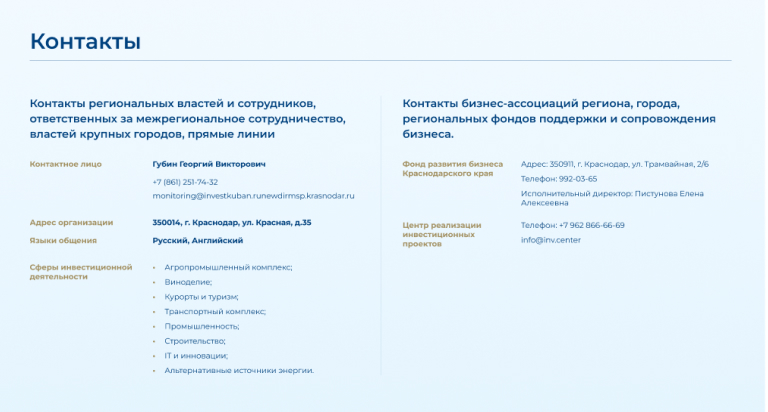 Контакты
Контакты региональных властей и сотрудников,
ответственных за межрегиональное сотрудничество,
властей крупных городов, прямые линии
Контактное лицо
Губин Георгий Викторович
+7 (861) 251-74-32
monitoring@investkuban.runewdirmsp.krasnodar.ru
Адрес организации
350014, г. Краснодар, ул. Красная, д.35
Языки общения
Русский, Английский
Сферы инвестиционной
деятельности
• Агропромышленный комплекс;
• Виноделие;
• Курорты и туризм;
• Транспортный комплекс;
• Промышленность;
• Строительство;
• IT и инновации;
• Альтернативные источники энергии.
Контакты бизнес-ассоциаций региона, города,
региональных фондов поддержки и сопровождения
бизнеса.
Фонд развития бизнеса
Краснодарского края
Адрес: 350911, г. Краснодар, ул. Трамвайная, 2/6
Телефон: 992-03-65
Исполнительный директор: Пистунова Елена
Алексеевна
Центр реализации
инвестиционных
проектов
Телефон: +7 962 866-66-69
info@inv.center